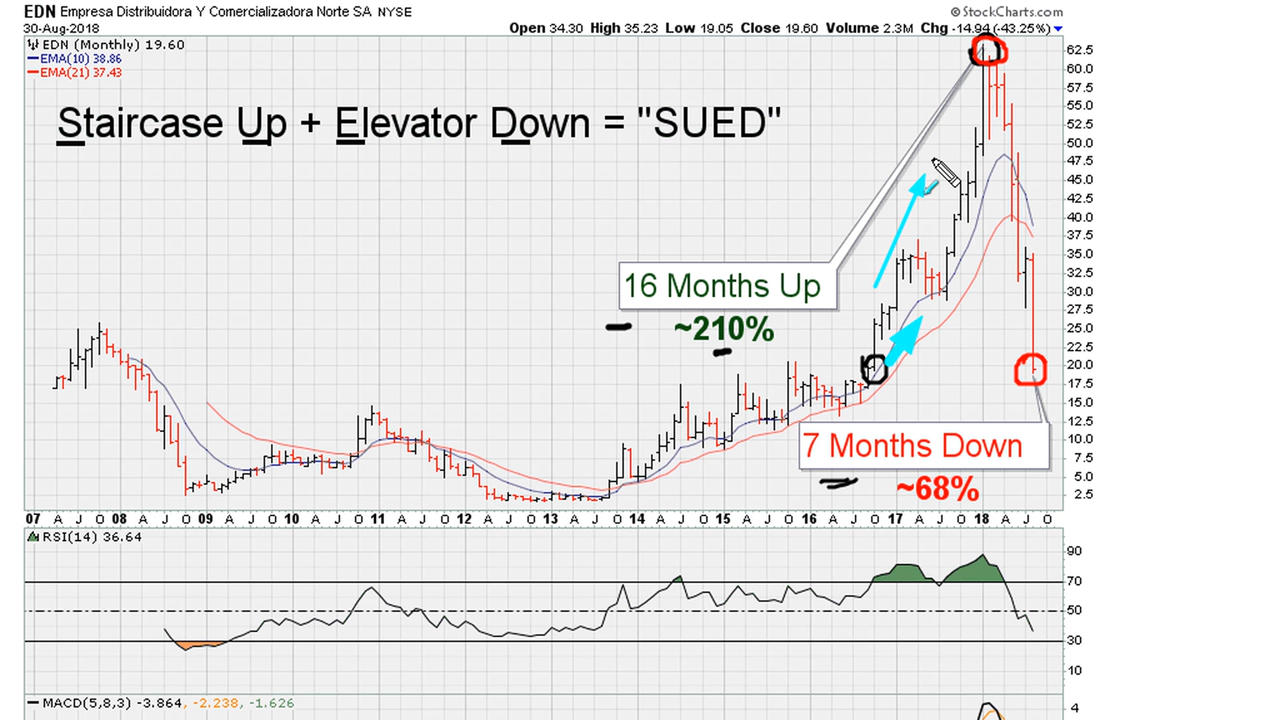 EDN Empresa Distribuidora Y Comercializadora Norte SA NYSE
© StockCharts.com
30-Aug-2018
Open 34.30 High 35.23 Low 19.05 Close 19.60 Volume 2.3M Chg -14.94 (-43.25%)
EDN (Monthly) 19.60
EMA(10) 38.86
EMA(21) 37.43
Staircase Up + Elevator Down = "SUED"
16 Months Up
~210%
7 Months Down
~68%
62.5
60.0
57.5
55.0
52.5
50.0
47.5
45.0
42.5
40.0
37.5
35.0
32.5
30.0
27.5
25.0
22.5
20.0
17.5
15.0
12.5
10.0
7.5
5.0
2.5
07 A J O 08 A J O 09 A J O 10 A J O 11 A J O 12 A J O 13 A J O 14 A J O 15 A J O 16 A J O 17 A J O 18 A J O
RSI(14) 36.64
90
70
50
30
10
MACD(5,8,3) -3.864, -2.238, -1.626
4